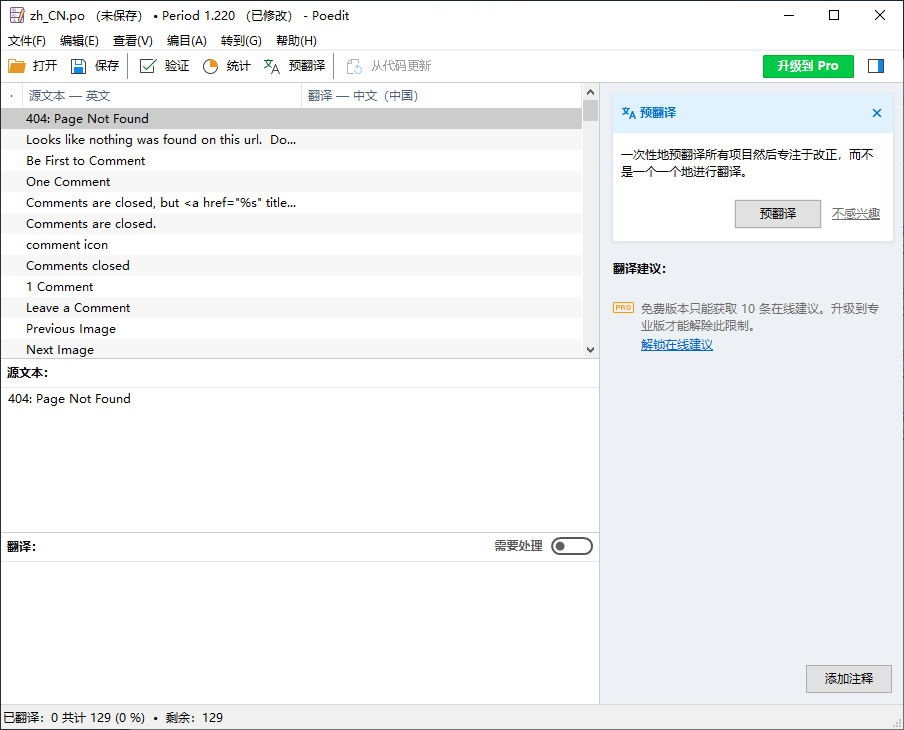 zh_CN.po （未保存） • Period 1.220 （已修改） - Poedit
文件(F) 编辑(E) 查看(V) 编目(A) 转到(G) 帮助(H)
打开 保存 验证 统计 预翻译 从代码更新 升级到 Pro
· 源文本 — 英文 翻译 — 中文（中国）
404: Page Not Found
Looks like nothing was found on this url.  Do...
Be First to Comment
One Comment
Comments are closed, but <a href="%s" title...
Comments are closed.
comment icon
Comments closed
1 Comment
Leave a Comment
Previous Image
Next Image
源文本：
404: Page Not Found
翻译：
需要处理
预翻译
一次性地预翻译所有项目然后专注于改正，而不
是一个一个地进行翻译。
预翻译 不感兴趣
翻译建议：
PRO 免费版本只能获取 10 条在线建议。升级到专
业版才能解除此限制。
解锁在线建议
添加注释
已翻译：0 共计 129 (0 %) • 剩余：129